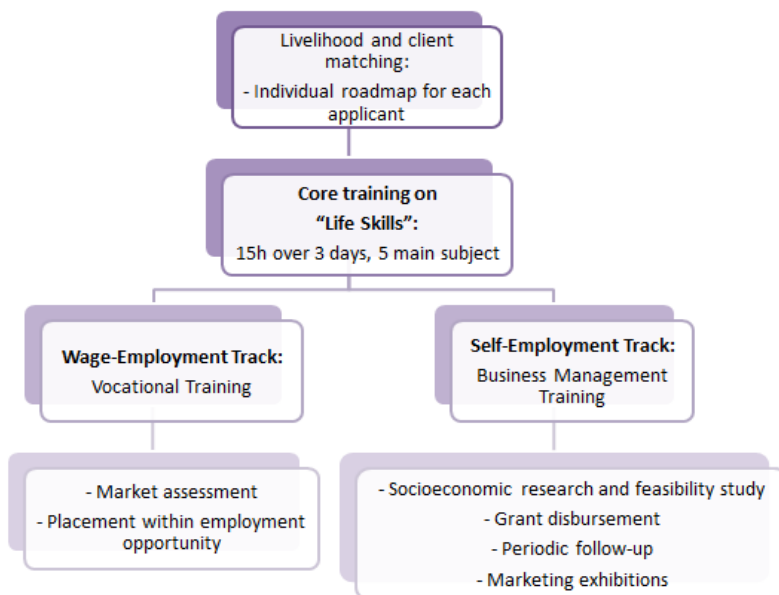 Livelihood and client
matching:
- Individual roadmap for each
applicant
Core training on
“Life Skills”:
15h over 3 days, 5 main subject
Wage-Employment Track:
Vocational Training
Self-Employment Track:
Business Management
Training
- Market assessment
- Placement within employment
opportunity
- Socioeconomic research and feasibility study
- Grant disbursement
- Periodic follow-up
- Marketing exhibitions